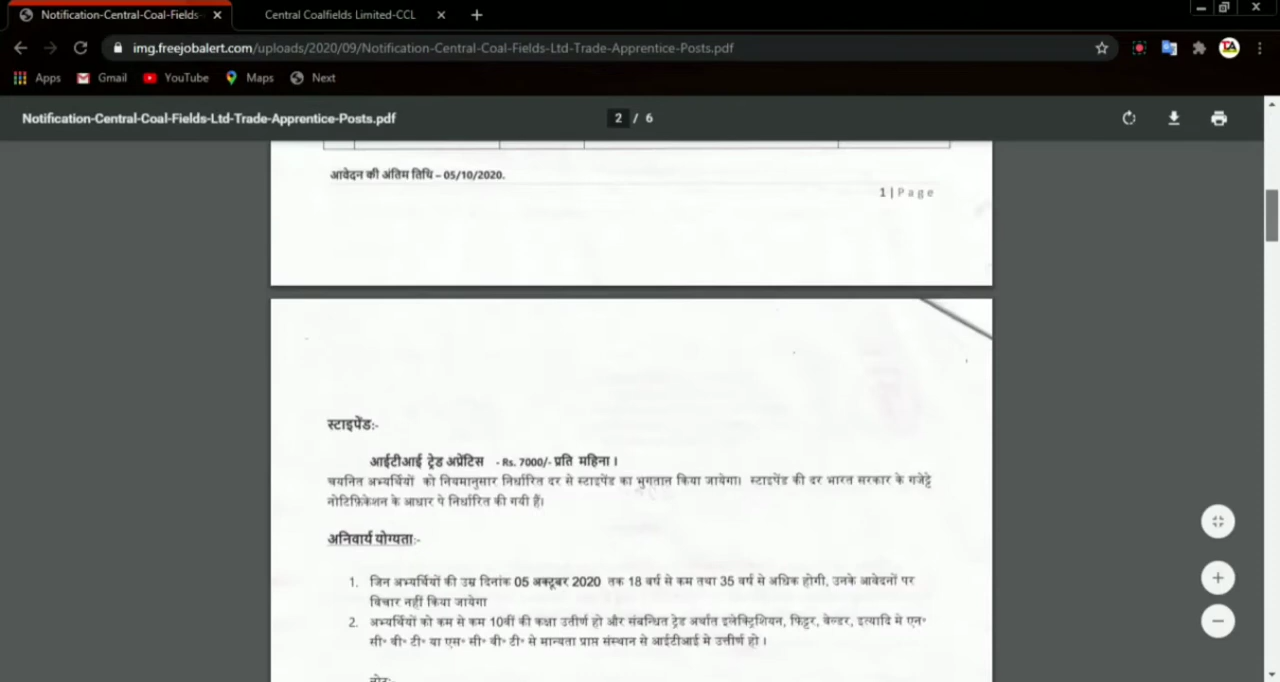 Notification-Central-Coal-Fields-
Central Coalfields Limited-CCL
img.freejobalert.com/uploads/2020/09/Notification-Central-Coal-Fields-Ltd-Trade-Apprentice-Posts.pdf
Apps Gmail YouTube Maps Next
Notification-Central-Coal-Fields-Ltd-Trade-Apprentice-Posts.pdf 2 / 6
आवेदन की अंतिम तिथि – 05/10/2020.
1 | Page
स्टाइपेंड:-
आईटीआई ट्रेड अप्रेंटिस - Rs. 7000/- प्रति महिना ।
चयनित अभ्यर्थियों को नियमानुसार निर्धारित दर से स्टाइपेंड का भुगतान किया जायेगा। स्टाइपेंड की दर भारत सरकार के गजेट्टे
नोटिफ़िकेशन के आधार पे निर्धारित की गयी हैं।
अनिवार्य योग्यता:-
1. जिन अभ्यर्थियों की उम्र दिनांक 05 अक्टूबर 2020 तक 18 वर्ष से कम तथा 35 वर्ष से अधिक होगी, उनके आवेदनों पर
विचार नहीं किया जायेगा
2. अभ्यर्थियों को कम से कम 10वीं की कक्षा उतीर्ण हो और संबन्धित ट्रेड अर्थात इलेक्ट्रिशियन, फिट्टर, वेल्डर, इत्यादि मे एन॰
सी॰ वी॰ टी॰ या एस॰ सी॰ वी॰ टी॰ से मान्यता प्राप्त संस्थान से आईटीआई मे उत्तीर्ण हो ।
नोट:-